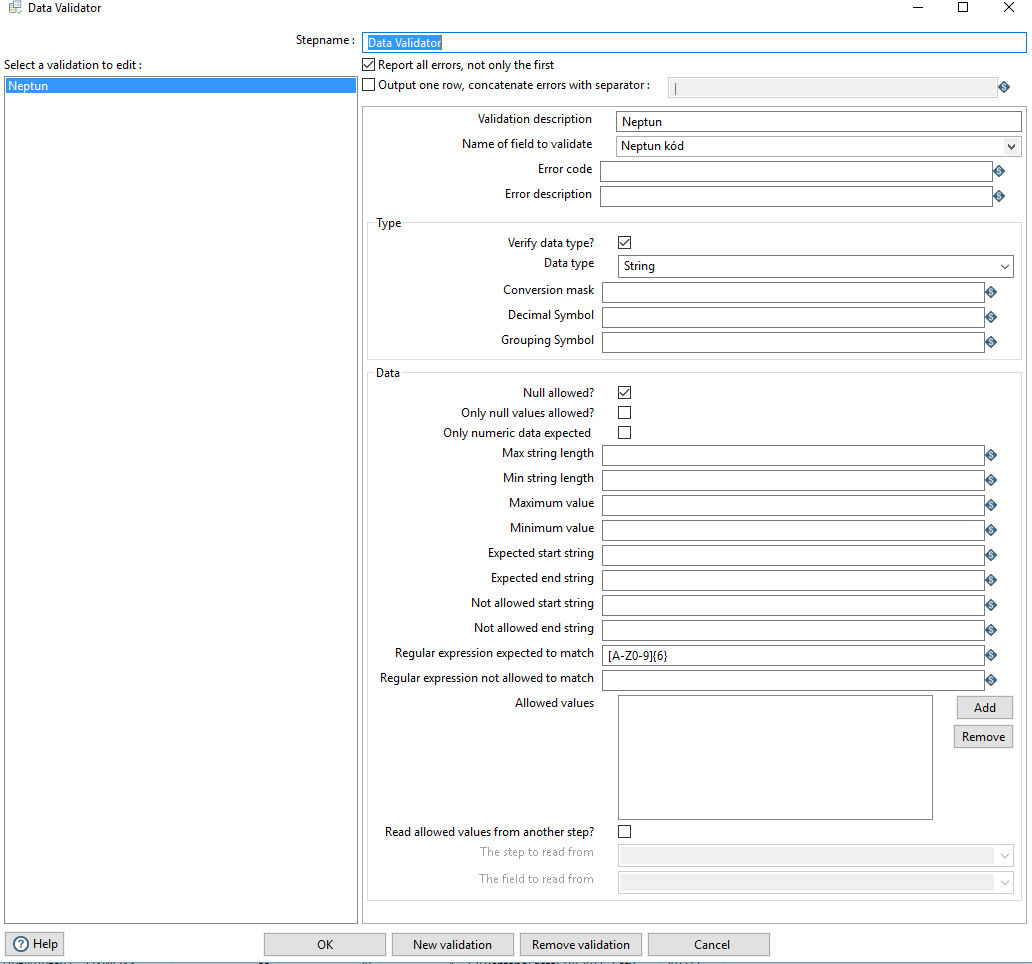 Data Validator
Stepname : Data Validator
Select a validation to edit :
Neptun
Report all errors, not only the first
Output one row, concatenate errors with separator : |
Validation description Neptun
Name of field to validate Neptun kód
Error code
Error description
Type
Verify data type?
Data type String
Conversion mask
Decimal Symbol
Grouping Symbol
Data
Null allowed?
Only null values allowed?
Only numeric data expected
Max string length
Min string length
Maximum value
Minimum value
Expected start string
Expected end string
Not allowed start string
Not allowed end string
Regular expression expected to match [A-Z0-9]{6}
Regular expression not allowed to match
Allowed values
Add
Remove
Read allowed values from another step?
The step to read from
The field to read from
Help
OK
New validation
Remove validation
Cancel